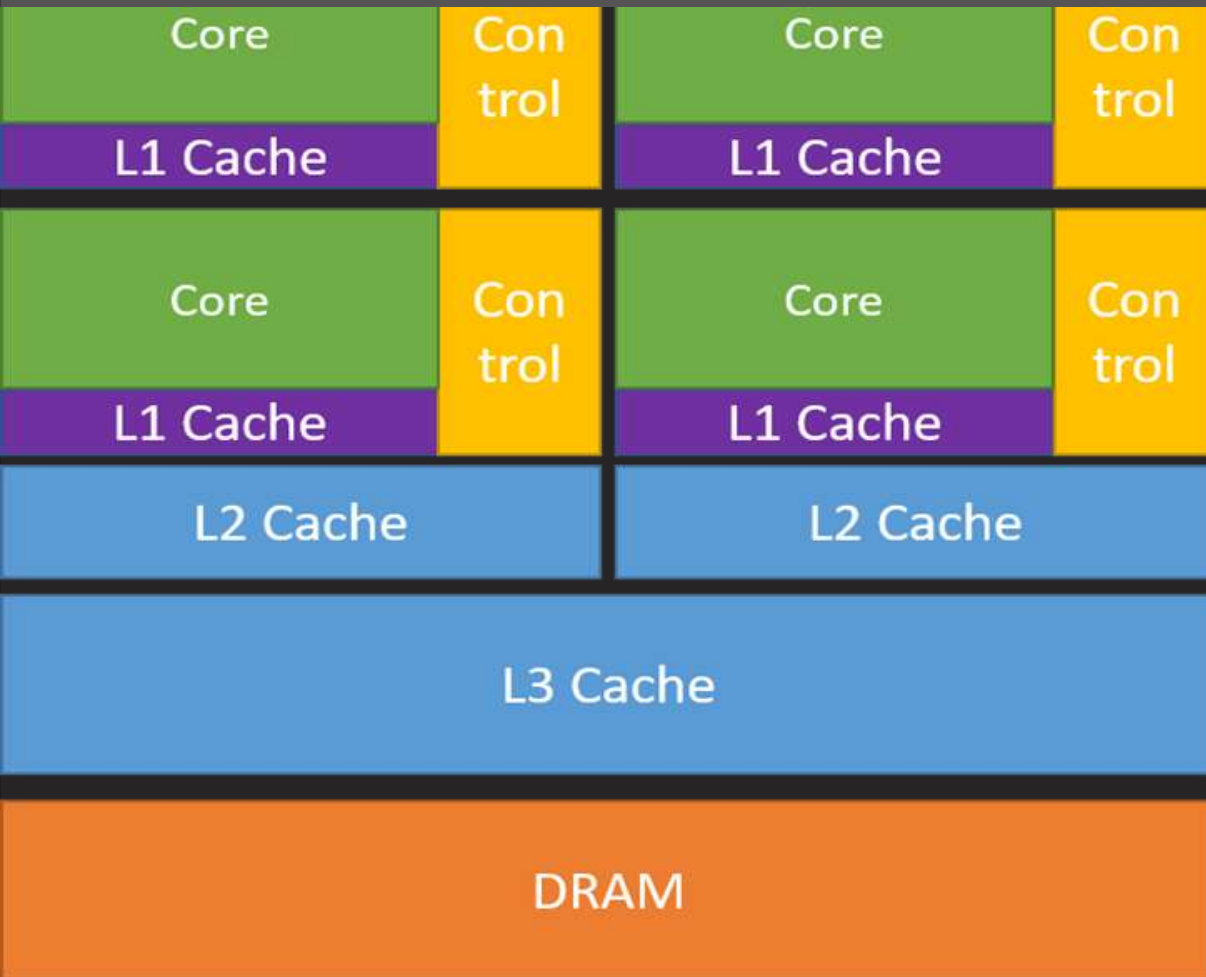 Core
Con
trol
Core
Con
trol
L1 Cache
L1 Cache
Core
Con
trol
Core
Con
trol
L1 Cache
L1 Cache
L2 Cache
L2 Cache
L3 Cache
DRAM